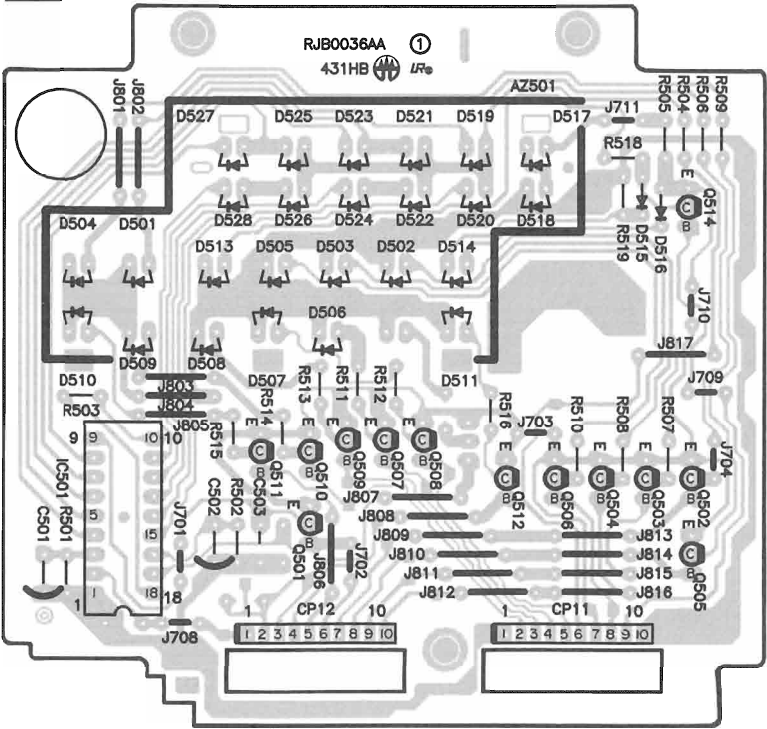 RJB0036AA 1
431HB
AZ501
J801 J802
D527 D525 D523 D521 D519 D517
J711 R505 R504 R506 R509
R518
E
C
B
Q514
D528 D526 D524 D522 D520 D518
R519 D515 D516
D504 D501
D513 D505 D503 D502 D514
J710
D506
J817
D510 D509 D508 D507 D511
J803
J804
J805
R503
R513 R511 R512
J709
R514
R515
R516 J703 R510 R508 R507
J704
E C B Q511
E C B Q510
E C B Q509
E C B Q507
E C B Q508
E C B Q512
E C B Q506
E C B Q504
E C B Q503
E C B Q502
9 9 10 10
IC501
5
15
1 1 18 18
C501 R501
J701
C502 R502 C503
E C B Q501
J806 J702
J807
J808
J809 J813
J810 J814
J811 J815
J812 J816
E C B Q505
J708
1 CP12 10
1 2 3 4 5 6 7 8 9 10
1 CP11 10
1 2 3 4 5 6 7 8 9 10